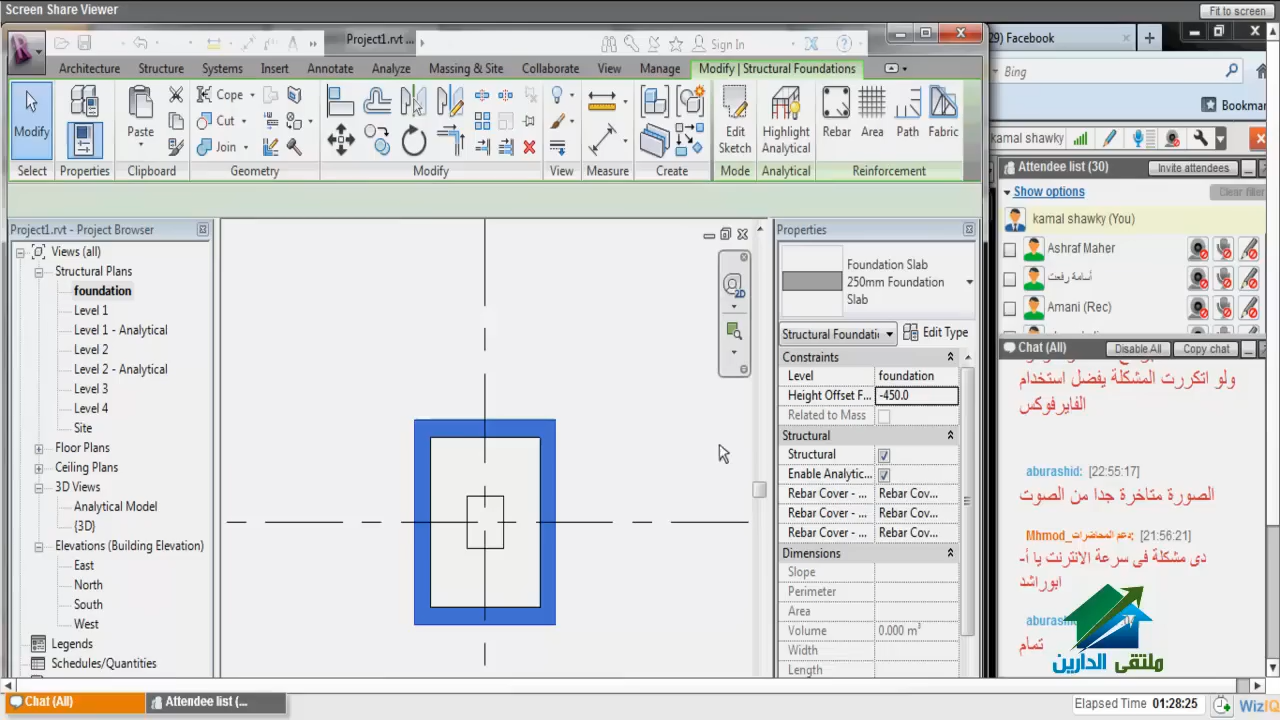 Screen Share Viewer
Fit to screen
Project1.rvt ...
Sign In
29) Facebook
Architecture Structure Systems Insert Annotate Analyze Massing & Site Collaborate View Manage Modify | Structural Foundations
Bing
Bookmar
Modify
Paste
Cope
Cut
Join
Edit Sketch
Highlight Analytical
Rebar Area Path Fabric
Select Properties Clipboard Geometry Modify View Measure Create Mode Analytical Reinforcement
kamal shawky
Attendee list (30)
Invite attendees
Show options
Clear filter
kamal shawky (You)
Ashraf Maher
أسامة رفعت
Amani (Rec)
Project1.rvt - Project Browser
Views (all)
Structural Plans
foundation
Level 1
Level 1 - Analytical
Level 2
Level 2 - Analytical
Level 3
Level 4
Site
Floor Plans
Ceiling Plans
3D Views
Analytical Model
{3D}
Elevations (Building Elevation)
East
North
South
West
Legends
Schedules/Quantities
2D
Properties
Foundation Slab
250mm Foundation
Slab
Structural Foundati
Edit Type
Constraints
Level foundation
Height Offset F... -450.0
Related to Mass
Structural
Structural
Enable Analytic...
Rebar Cover - ... Rebar Cov...
Rebar Cover - ... Rebar Cov...
Rebar Cover - ... Rebar Cov...
Dimensions
Slope
Perimeter
Area
Volume 0.000 m³
Width
Length
Chat (All)
Disable All
Copy chat
ولو اتكررت المشكلة يفضل استخدام
الفايرفوكس
aburashid: [22:55:17]
الصورة متاخرة جدا من الصوت
Mhmod_دعم المحاضرات: [21:56:21]
دى مشكلة فى سرعة الانترنت يا أ-
ابوراشد
تمام
ملتقى الدارين
Chat (All)
Attendee list (...
Elapsed Time 01:28:25
WizIQ